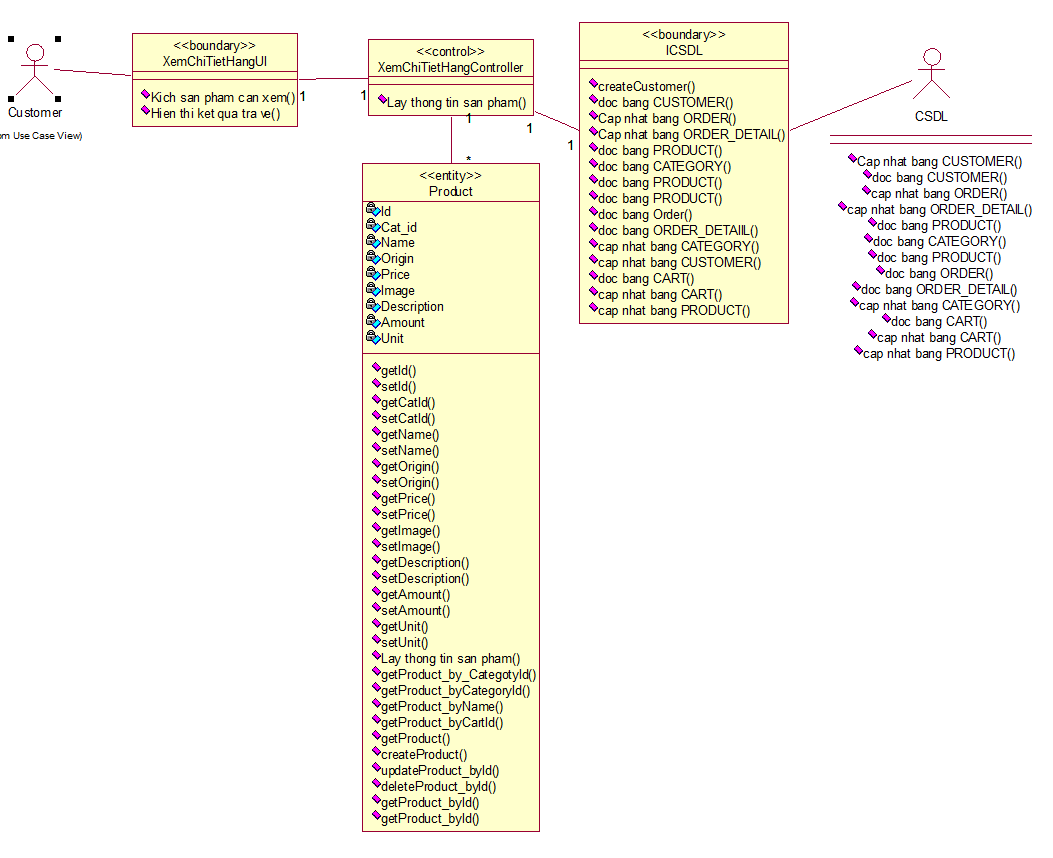 Customer
om Use Case View)
<<boundary>>
XemChiTietHangUI
Kich san pham can xem()
Hien thi ket qua tra ve()
1
1
<<control>>
XemChiTietHangController
Lay thong tin san pham()
1
*
1
1
<<entity>>
Product
Id
Cat_id
Name
Origin
Price
Image
Description
Amount
Unit
getId()
setId()
getCatId()
setCatId()
getName()
setName()
getOrigin()
setOrigin()
getPrice()
setPrice()
getImage()
setImage()
getDescription()
setDescription()
getAmount()
setAmount()
getUnit()
setUnit()
Lay thong tin san pham()
getProduct_by_CategotyId()
getProduct_byCategoryId()
getProduct_byName()
getProduct_byCartId()
getProduct()
createProduct()
updateProduct_byId()
deleteProduct_byId()
getProduct_byId()
getProduct_byId()
<<boundary>>
ICSDL
createCustomer()
doc bang CUSTOMER()
Cap nhat bang ORDER()
Cap nhat bang ORDER_DETAIL()
doc bang PRODUCT()
doc bang CATEGORY()
doc bang PRODUCT()
doc bang PRODUCT()
doc bang Order()
doc bang ORDER_DETAIIL()
cap nhat bang CATEGORY()
cap nhat bang CUSTOMER()
doc bang CART()
cap nhat bang CART()
cap nhat bang PRODUCT()
CSDL
Cap nhat bang CUSTOMER()
doc bang CUSTOMER()
cap nhat bang ORDER()
cap nhat bang ORDER_DETAIL()
doc bang PRODUCT()
doc bang CATEGORY()
doc bang PRODUCT()
doc bang ORDER()
doc bang ORDER_DETAIL()
cap nhat bang CATEGORY()
doc bang CART()
cap nhat bang CART()
cap nhat bang PRODUCT()